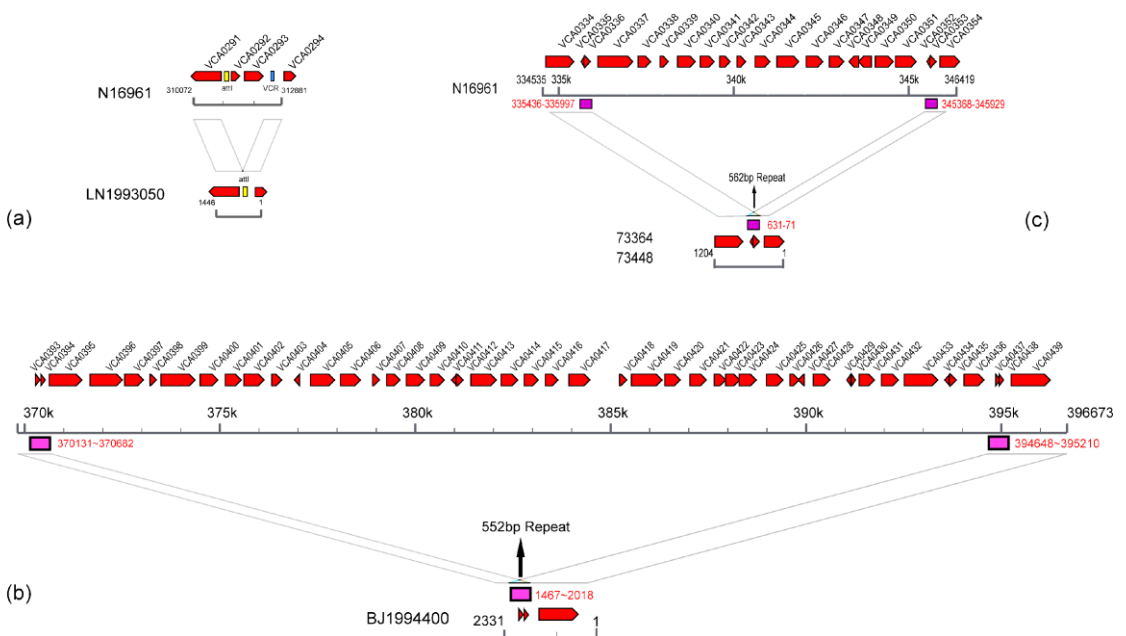 VCA0291
VCA0292
VCA0293
VCA0294
attI
VCR
N16961
310072
312881
attI
LN1993050
1446
1
(a)
VCA0334
VCA0335
VCA0336
VCA0337
VCA0338
VCA0339
VCA0340
VCA0341
VCA0342
VCA0343
VCA0344
VCA0345
VCA0346
VCA0347
VCA0348
VCA0349
VCA0350
VCA0351
VCA0352
VCA0353
VCA0354
334535
335k
340k
345k
346419
N16961
335436-335997
345368-345929
562bp Repeat
631-71
73364
73448
1204
1
(c)
VCA0393
VCA0394
VCA0395
VCA0396
VCA0397
VCA0398
VCA0399
VCA0400
VCA0401
VCA0402
VCA0403
VCA0404
VCA0405
VCA0406
VCA0407
VCA0408
VCA0409
VCA0410
VCA0411
VCA0412
VCA0413
VCA0414
VCA0415
VCA0416
VCA0417
VCA0418
VCA0419
VCA0420
VCA0421
VCA0422
VCA0423
VCA0424
VCA0425
VCA0426
VCA0427
VCA0428
VCA0429
VCA0430
VCA0431
VCA0432
VCA0433
VCA0434
VCA0435
VCA0436
VCA0437
VCA0438
VCA0439
370k
375k
380k
385k
390k
395k
396673
370131~370682
394648~395210
552bp Repeat
1467~2018
BJ1994400
2331
1
(b)